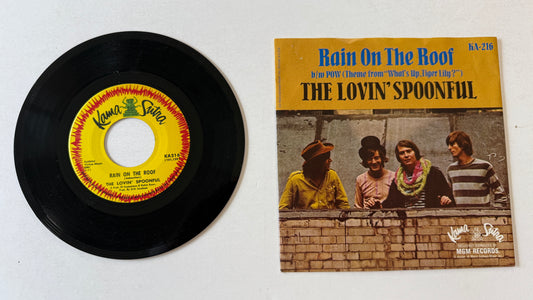 Kama Sutra
KA216
RAIN ON THE ROOF
THE LOVIN' SPOONFUL
KA-216
Rain On The Roof
b/w POW (Theme from "What's Up, Tiger Lily?")
THE LOVIN' SPOONFUL
Kama Sutra
MGM RECORDS